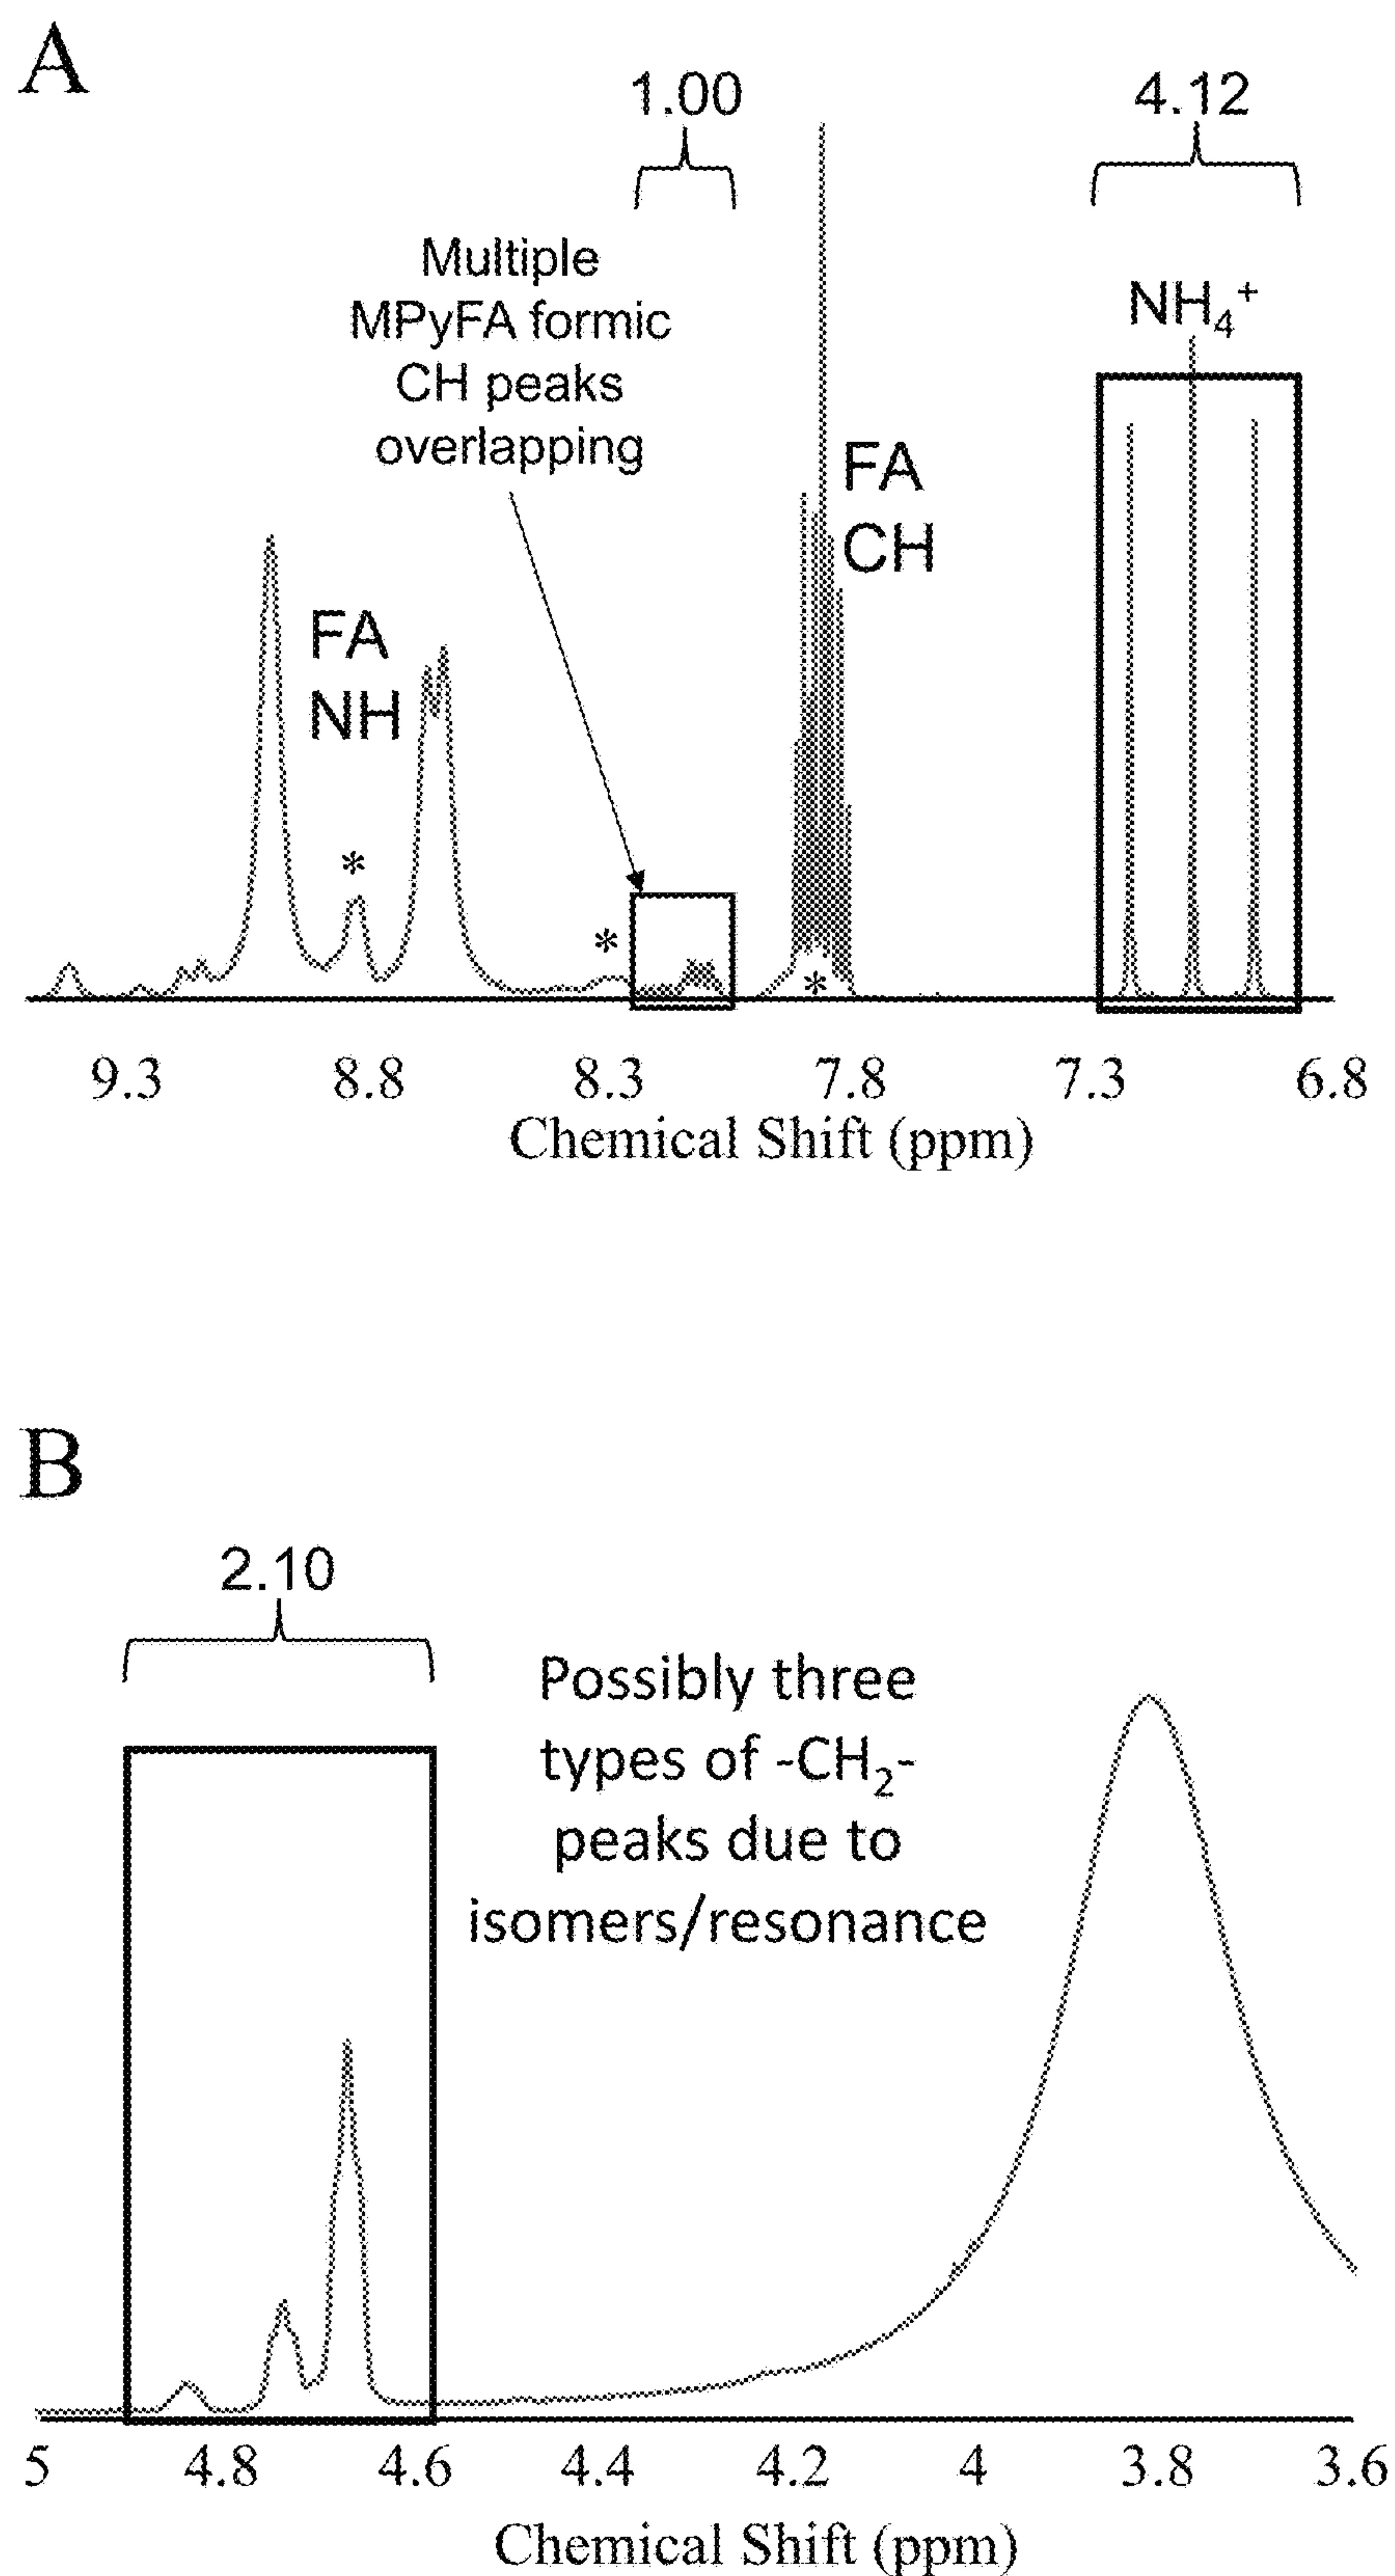 A
1.00
4.12
Multiple
MPyFA formic
CH peaks
overlapping
NH₄⁺
FA
CH
FA
NH
*
*
*
9.3 8.8 8.3 7.8 7.3 6.8
Chemical Shift (ppm)
B
2.10
Possibly three
types of -CH₂-
peaks due to
isomers/resonance
5 4.8 4.6 4.4 4.2 4 3.8 3.6
Chemical Shift (ppm)